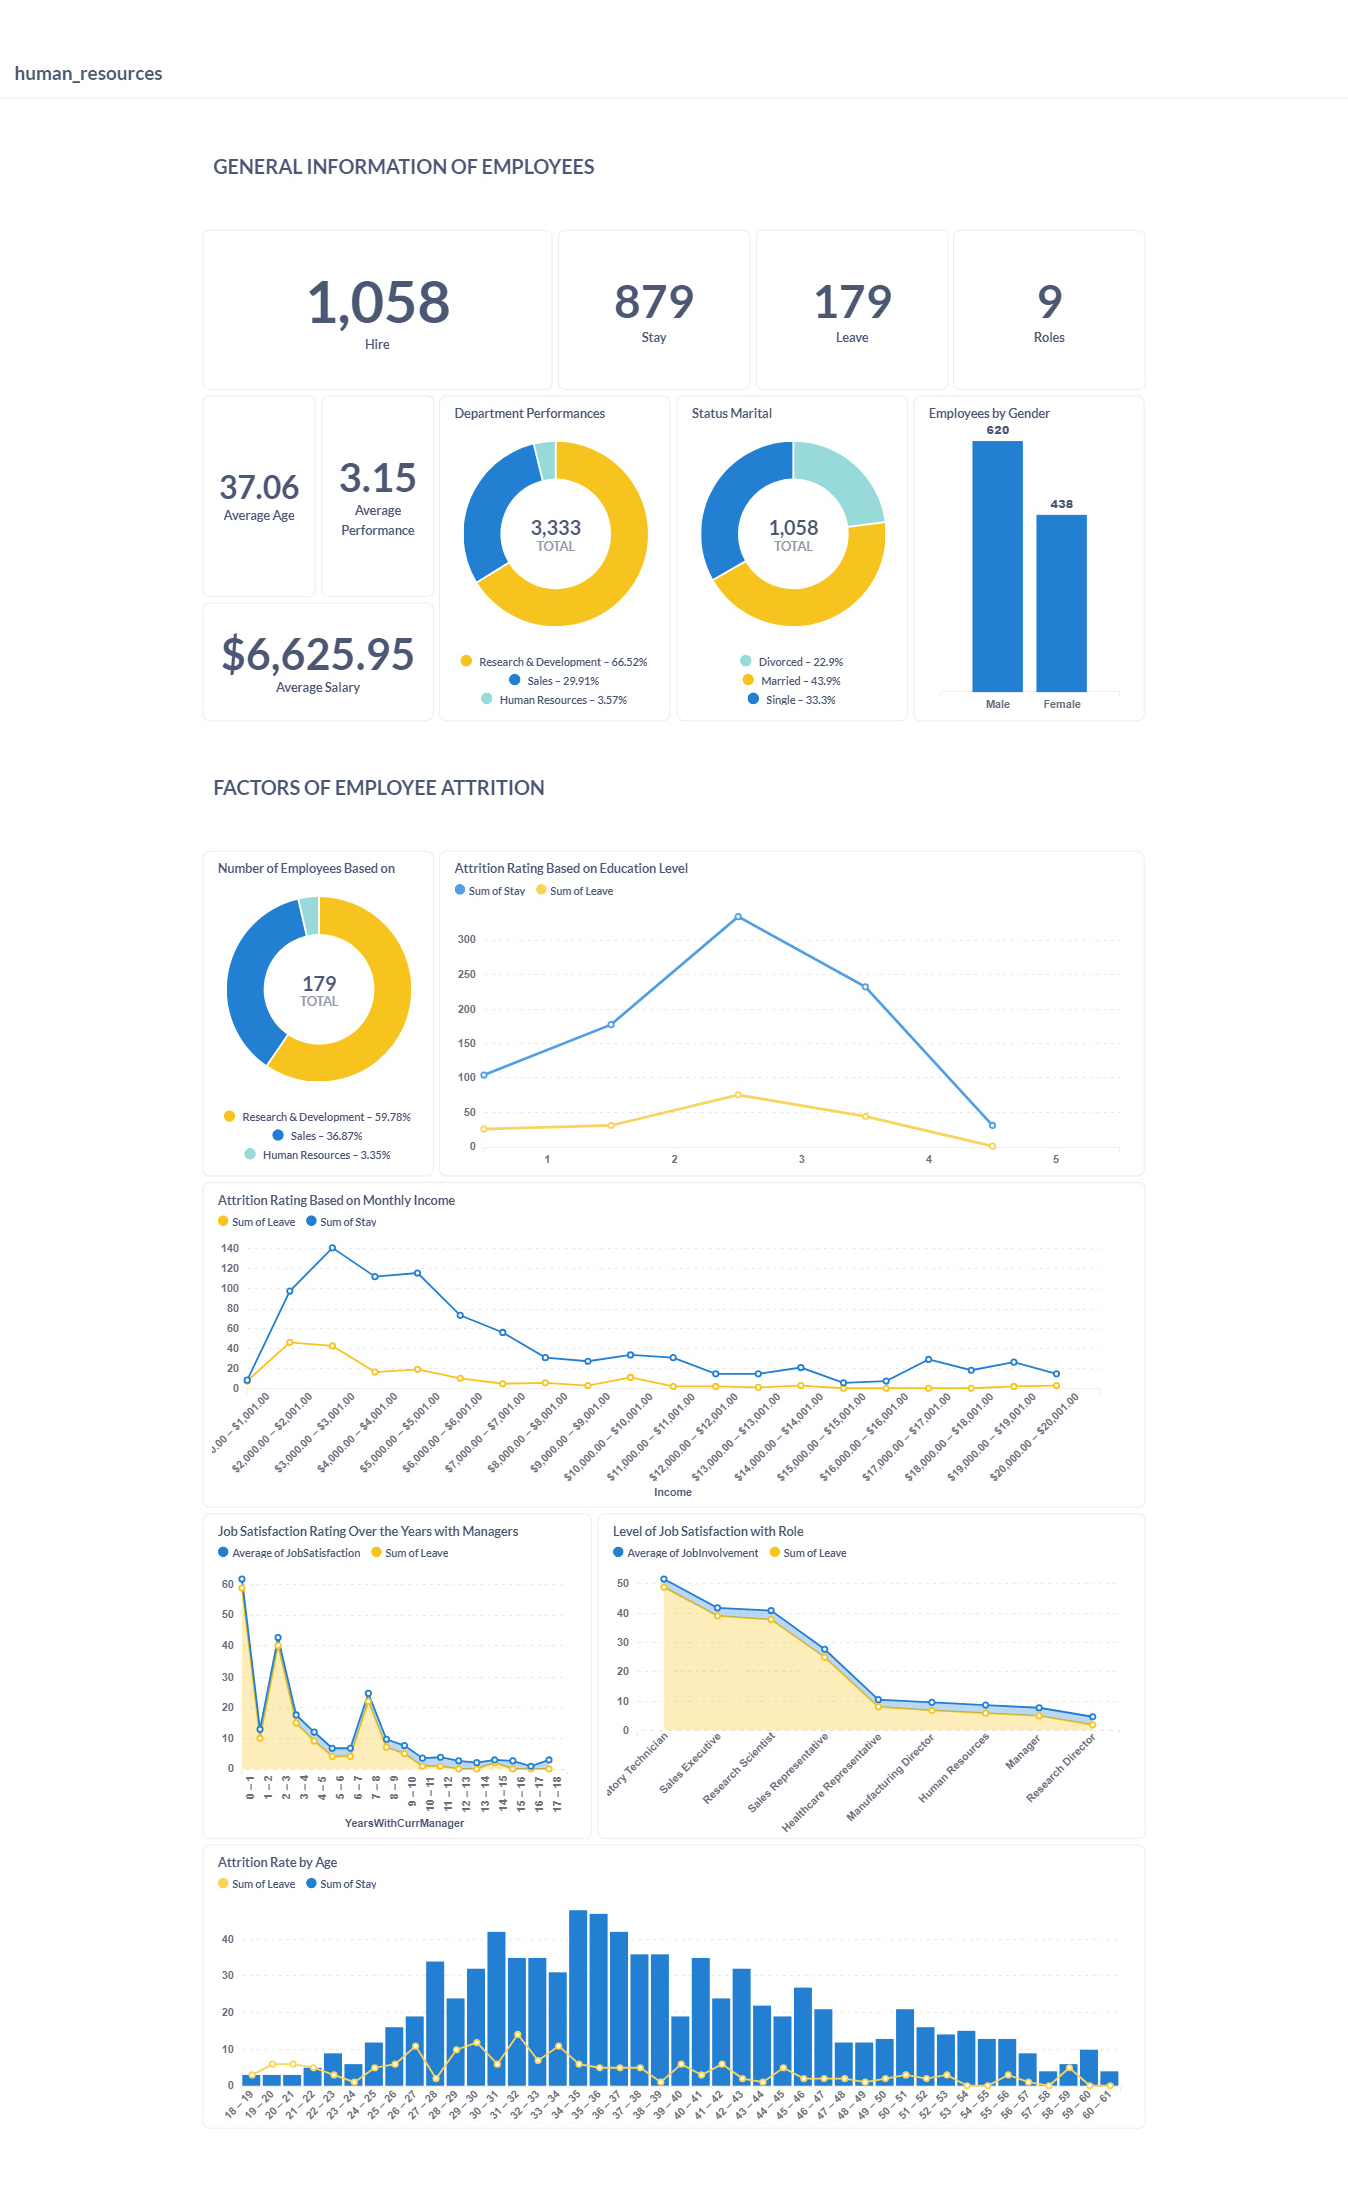 human_resources
GENERAL INFORMATION OF EMPLOYEES
1,058
Hire
879
Stay
179
Leave
9
Roles
37.06
Average Age
3.15
Average
Performance
$6,625.95
Average Salary
Department Performances
3,333
TOTAL
Research & Development – 66.52%
Sales – 29.91%
Human Resources – 3.57%
Status Marital
1,058
TOTAL
Divorced – 22.9%
Married – 43.9%
Single – 33.3%
Employees by Gender
620
438
Male Female
FACTORS OF EMPLOYEE ATTRITION
Number of Employees Based on
179
TOTAL
Research & Development – 59.78%
Sales – 36.87%
Human Resources – 3.35%
Attrition Rating Based on Education Level
Sum of Stay Sum of Leave
300
250
200
150
100
50
0
1 2 3 4 5
Attrition Rating Based on Monthly Income
Sum of Leave Sum of Stay
140
120
100
80
60
40
20
0
0.00 – $1,001.00
$2,000.00 – $2,001.00
$3,000.00 – $3,001.00
$4,000.00 – $4,001.00
$5,000.00 – $5,001.00
$6,000.00 – $6,001.00
$7,000.00 – $7,001.00
$8,000.00 – $8,001.00
$9,000.00 – $9,001.00
$10,000.00 – $10,001.00
$11,000.00 – $11,001.00
$12,000.00 – $12,001.00
$13,000.00 – $13,001.00
$14,000.00 – $14,001.00
$15,000.00 – $15,001.00
$16,000.00 – $16,001.00
$17,000.00 – $17,001.00
$18,000.00 – $18,001.00
$19,000.00 – $19,001.00
$20,000.00 – $20,001.00
Income
Job Satisfaction Rating Over the Years with Managers
Average of JobSatisfaction Sum of Leave
60
50
40
30
20
10
0
0 – 1
1 – 2
2 – 3
3 – 4
4 – 5
5 – 6
6 – 7
7 – 8
8 – 9
9 – 10
10 – 11
11 – 12
12 – 13
13 – 14
14 – 15
15 – 16
16 – 17
17 – 18
YearsWithCurrManager
Level of Job Satisfaction with Role
Average of JobInvolvement Sum of Leave
50
40
30
20
10
0
atory Technician
Sales Executive
Research Scientist
Sales Representative
Healthcare Representative
Manufacturing Director
Human Resources
Manager
Research Director
Attrition Rate by Age
Sum of Leave Sum of Stay
40
30
20
10
0
18 – 19
19 – 20
20 – 21
21 – 22
22 – 23
23 – 24
24 – 25
25 – 26
26 – 27
27 – 28
28 – 29
29 – 30
30 – 31
31 – 32
32 – 33
33 – 34
34 – 35
35 – 36
36 – 37
37 – 38
38 – 39
39 – 40
40 – 41
41 – 42
42 – 43
43 – 44
44 – 45
45 – 46
46 – 47
47 – 48
48 – 49
49 – 50
50 – 51
51 – 52
52 – 53
53 – 54
54 – 55
55 – 56
56 – 57
57 – 58
58 – 59
59 – 60
60 – 61